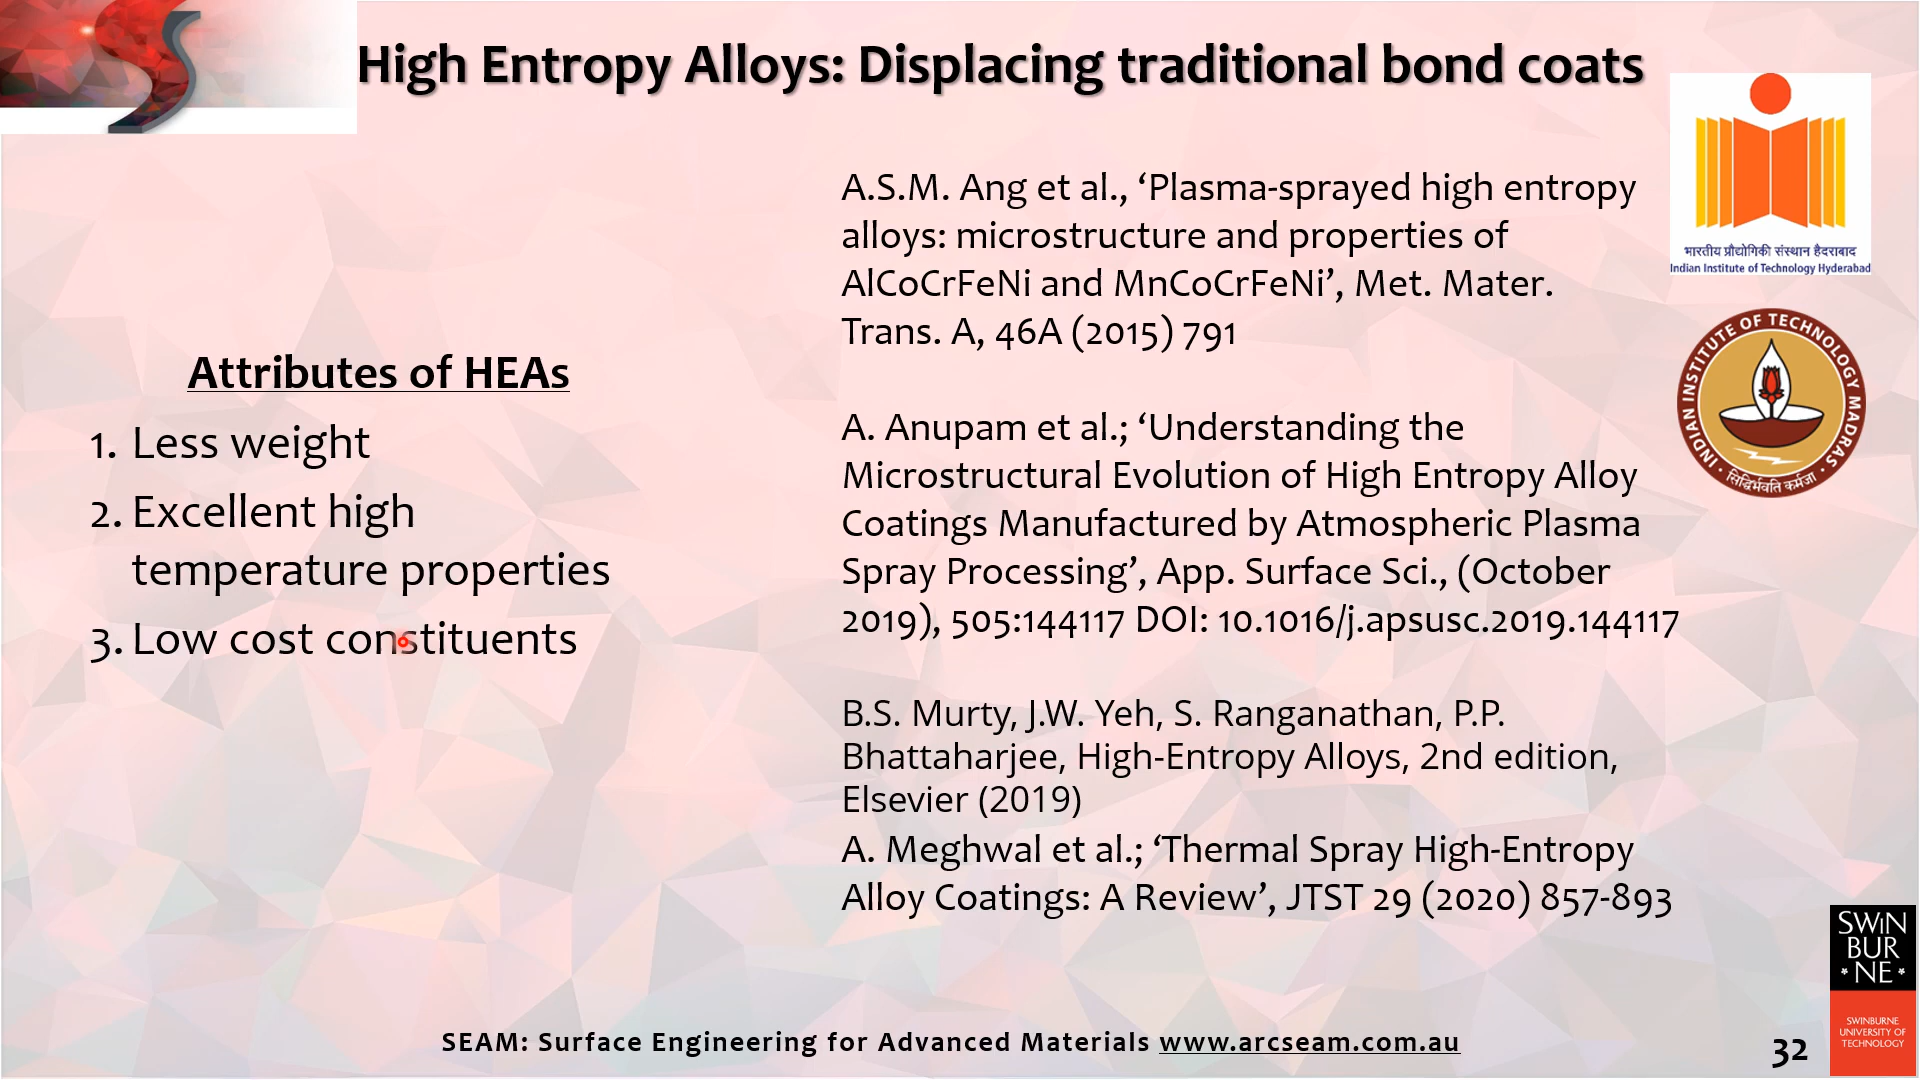 High Entropy Alloys: Displacing traditional bond coats
Attributes of HEAs
1. Less weight
2. Excellent high
temperature properties
3. Low cost constituents
A.S.M. Ang et al., ‘Plasma-sprayed high entropy
alloys: microstructure and properties of
AlCoCrFeNi and MnCoCrFeNi’, Met. Mater.
Trans. A, 46A (2015) 791
A. Anupam et al.; ‘Understanding the
Microstructural Evolution of High Entropy Alloy
Coatings Manufactured by Atmospheric Plasma
Spray Processing’, App. Surface Sci., (October
2019), 505:144117 DOI: 10.1016/j.apsusc.2019.144117
B.S. Murty, J.W. Yeh, S. Ranganathan, P.P.
Bhattaharjee, High-Entropy Alloys, 2nd edition,
Elsevier (2019)
A. Meghwal et al.; ‘Thermal Spray High-Entropy
Alloy Coatings: A Review’, JTST 29 (2020) 857-893
भारतीय प्रौद्योगिकी संस्थान हैदराबाद
Indian Institute of Technology Hyderabad
INDIAN INSTITUTE OF TECHNOLOGY MADRAS
सिद्धिर्भवति कर्मजा
SWIN
BUR
* NE *
SWINBURNE
UNIVERSITY OF
TECHNOLOGY
SEAM: Surface Engineering for Advanced Materials www.arcseam.com.au
32